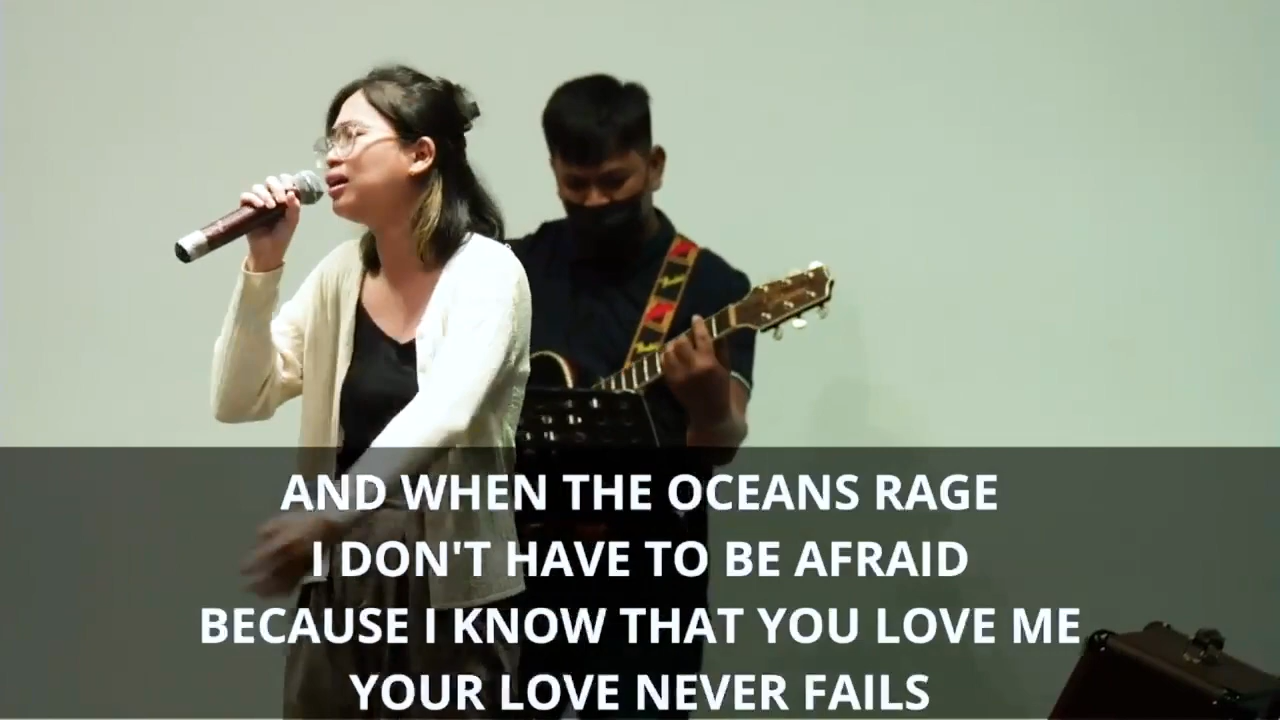 AND WHEN THE OCEANS RAGE
I DON'T HAVE TO BE AFRAID
BECAUSE I KNOW THAT YOU LOVE ME
YOUR LOVE NEVER FAILS